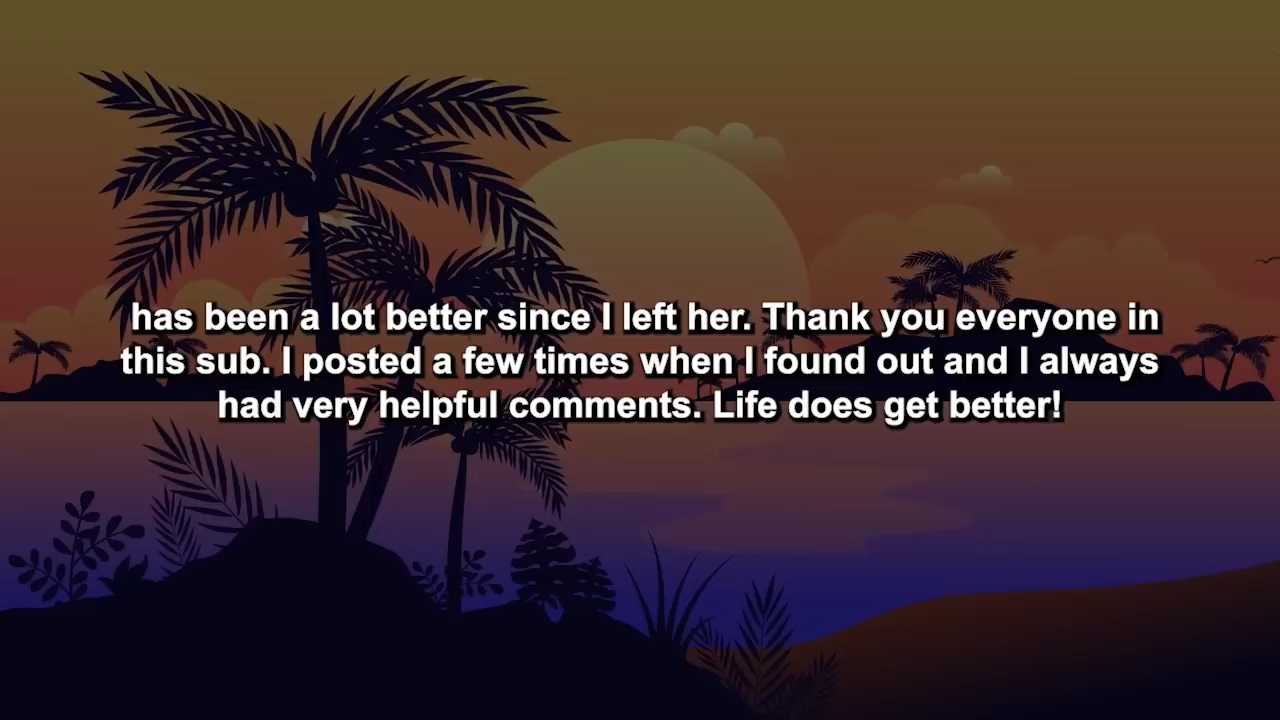 has been a lot better since I left her. Thank you everyone in
this sub. I posted a few times when I found out and I always
had very helpful comments. Life does get better!